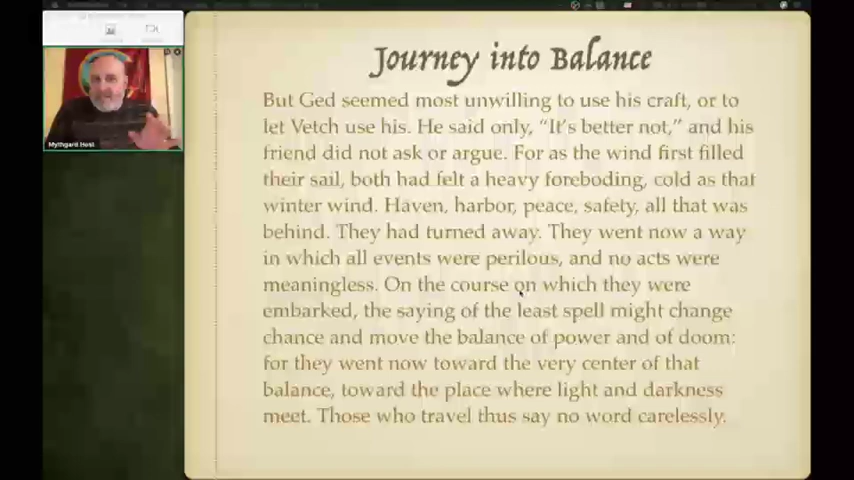 Journey into Balance
But Ged seemed most unwilling to use his craft, or to
let Vetch use his. He said only, “It’s better not,” and his
friend did not ask or argue. For as the wind first filled
their sail, both had felt a heavy foreboding, cold as that
winter wind. Haven, harbor, peace, safety, all that was
behind. They had turned away. They went now a way
in which all events were perilous, and no acts were
meaningless. On the course on which they were
embarked, the saying of the least spell might change
chance and move the balance of power and of doom:
for they went now toward the very center of that
balance, toward the place where light and darkness
meet. Those who travel thus say no word carelessly.
Mythgard Host